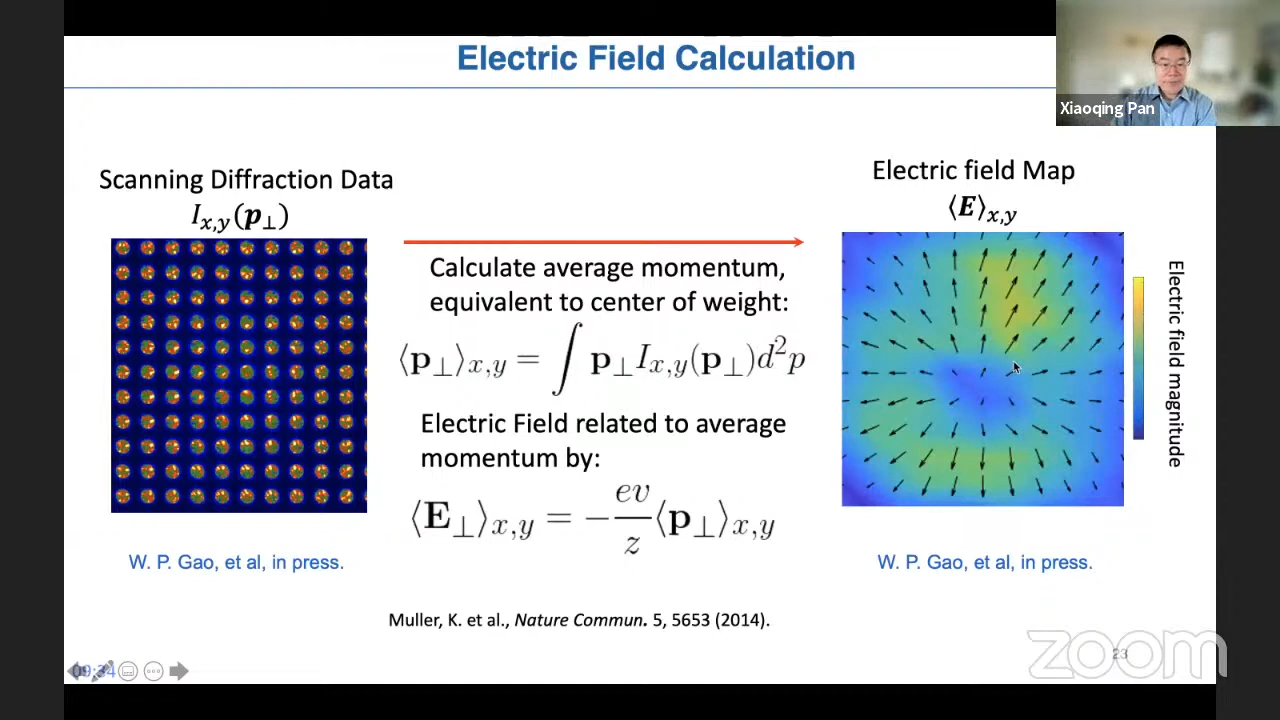 Electric Field Calculation
Xiaoqing Pan
Scanning Diffraction Data
I_{x,y}(p_⊥)
Calculate average momentum,
equivalent to center of weight:
⟨p_⊥⟩_{x,y} = ∫ p_⊥ I_{x,y}(p_⊥) d²p
Electric Field related to average
momentum by:
⟨E_⊥⟩_{x,y} = − ev/z ⟨p_⊥⟩_{x,y}
Electric field Map
⟨E⟩_{x,y}
Electric field magnitude
W. P. Gao, et al, in press.
W. P. Gao, et al, in press.
Muller, K. et al., Nature Commun. 5, 5653 (2014).
23
zoom